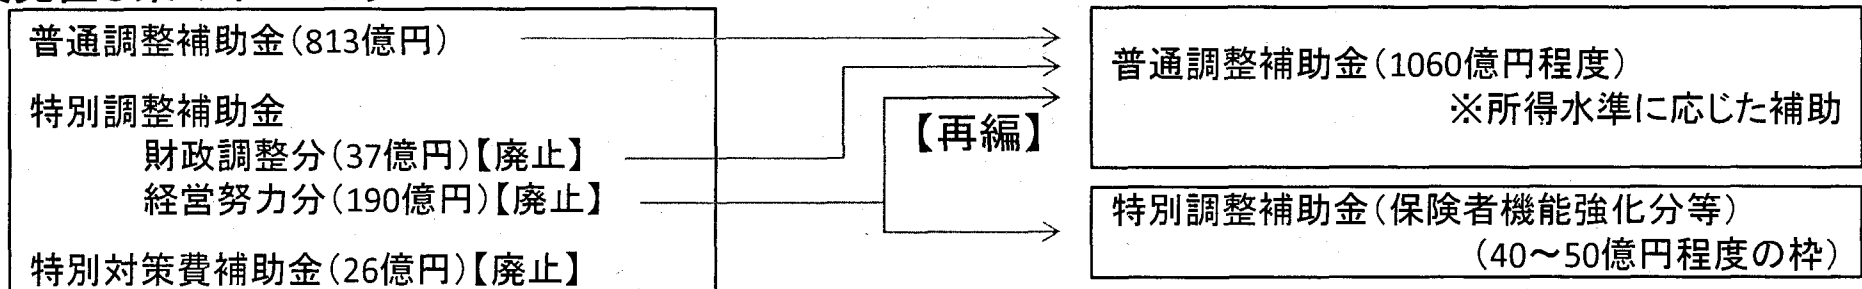 普通調整補助金(813億円)
特別調整補助金
財政調整分(37億円)【廃止】
経営努力分(190億円)【廃止】
特別対策費補助金(26億円)【廃止】
【再編】
普通調整補助金(1060億円程度)
※所得水準に応じた補助
特別調整補助金(保険者機能強化分等)
(40〜50億円程度の枠)